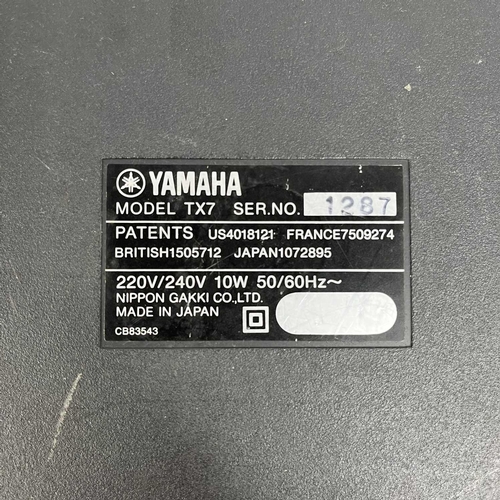 YAMAHA
MODEL TX7 SER.NO. 1287
PATENTS US4018121 FRANCE7509274
BRITISH1505712 JAPAN1072895
220V/240V 10W 50/60Hz～
NIPPON GAKKI CO.,LTD.
MADE IN JAPAN
CB83543